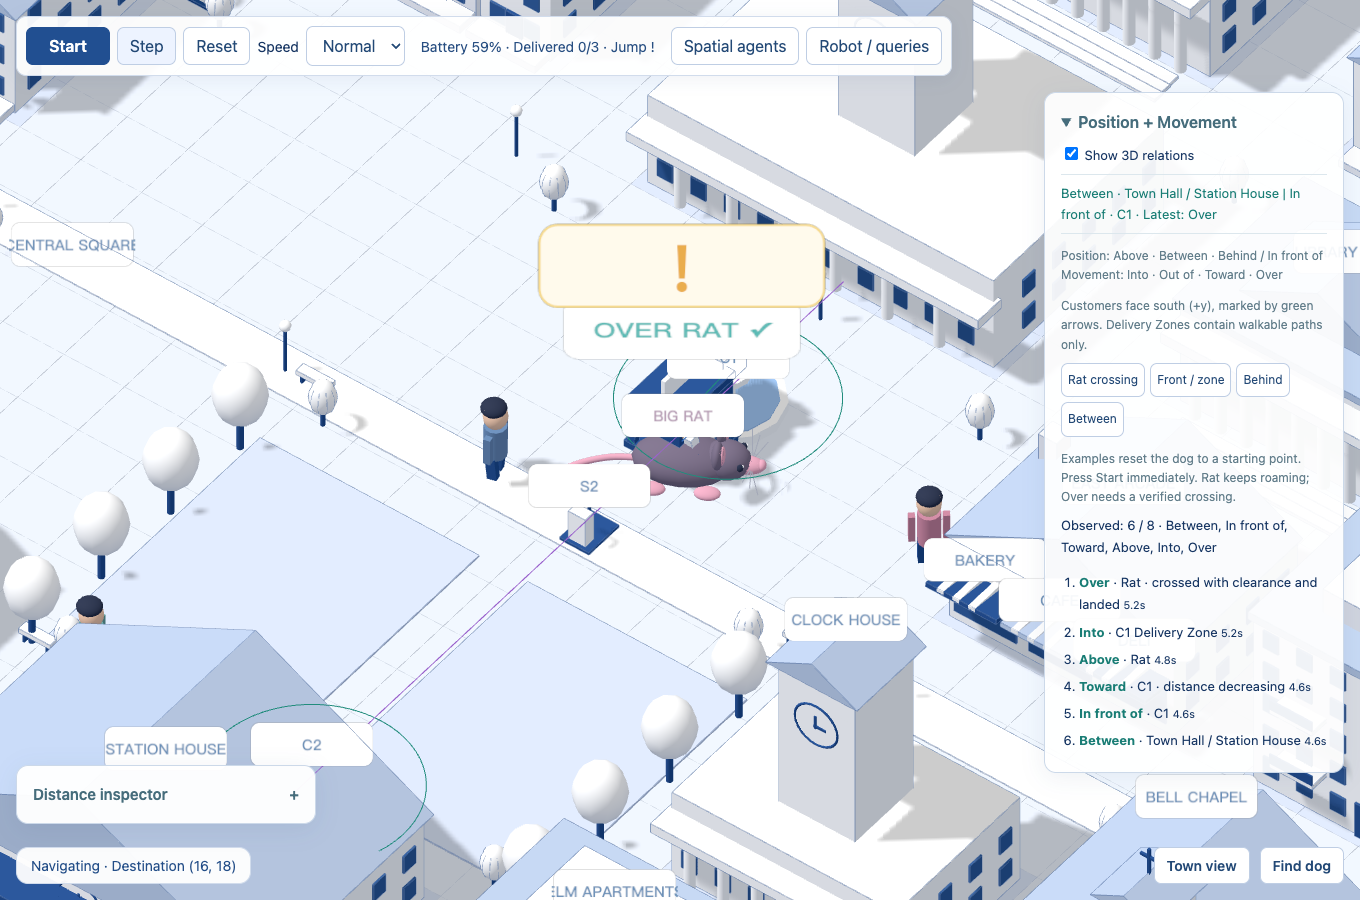 Start
Step
Reset
Speed
Normal
Battery 59% · Delivered 0/3 · Jump !
Spatial agents
Robot / queries
▼ Position + Movement
Show 3D relations
Between · Town Hall / Station House | In
front of · C1 · Latest: Over
Position: Above · Between · Behind / In front of
Movement: Into · Out of · Toward · Over
Customers face south (+y), marked by green
arrows. Delivery Zones contain walkable paths
only.
Rat crossing
Front / zone
Behind
Between
Examples reset the dog to a starting point.
Press Start immediately. Rat keeps roaming;
Over needs a verified crossing.
Observed: 6 / 8 · Between, In front of,
Toward, Above, Into, Over
1. Over · Rat · crossed with clearance and
landed 5.2s
2. Into · C1 Delivery Zone 5.2s
3. Above · Rat 4.8s
4. Toward · C1 · distance decreasing 4.6s
5. In front of · C1 4.6s
6. Between · Town Hall / Station House 4.6s
CENTRAL SQUARE
!
OVER RAT ✓
BIG RAT
S2
BAKERY
CLOCK HOUSE
STATION HOUSE
C2
BELL CHAPEL
ELM APARTMENTS
Distance inspector
+
Navigating · Destination (16, 18)
Town view
Find dog